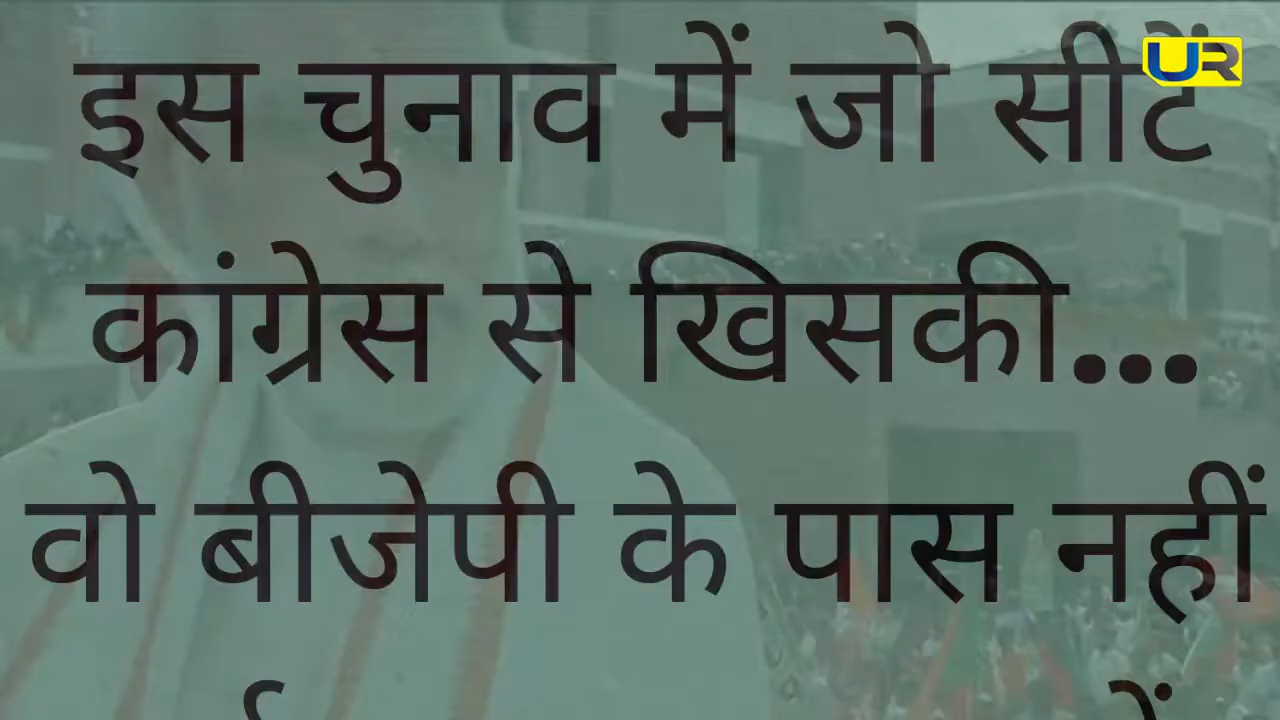 UR
इस चुनाव में जो सीटें
कांग्रेस से खिसकी...
वो बीजेपी के पास नहीं